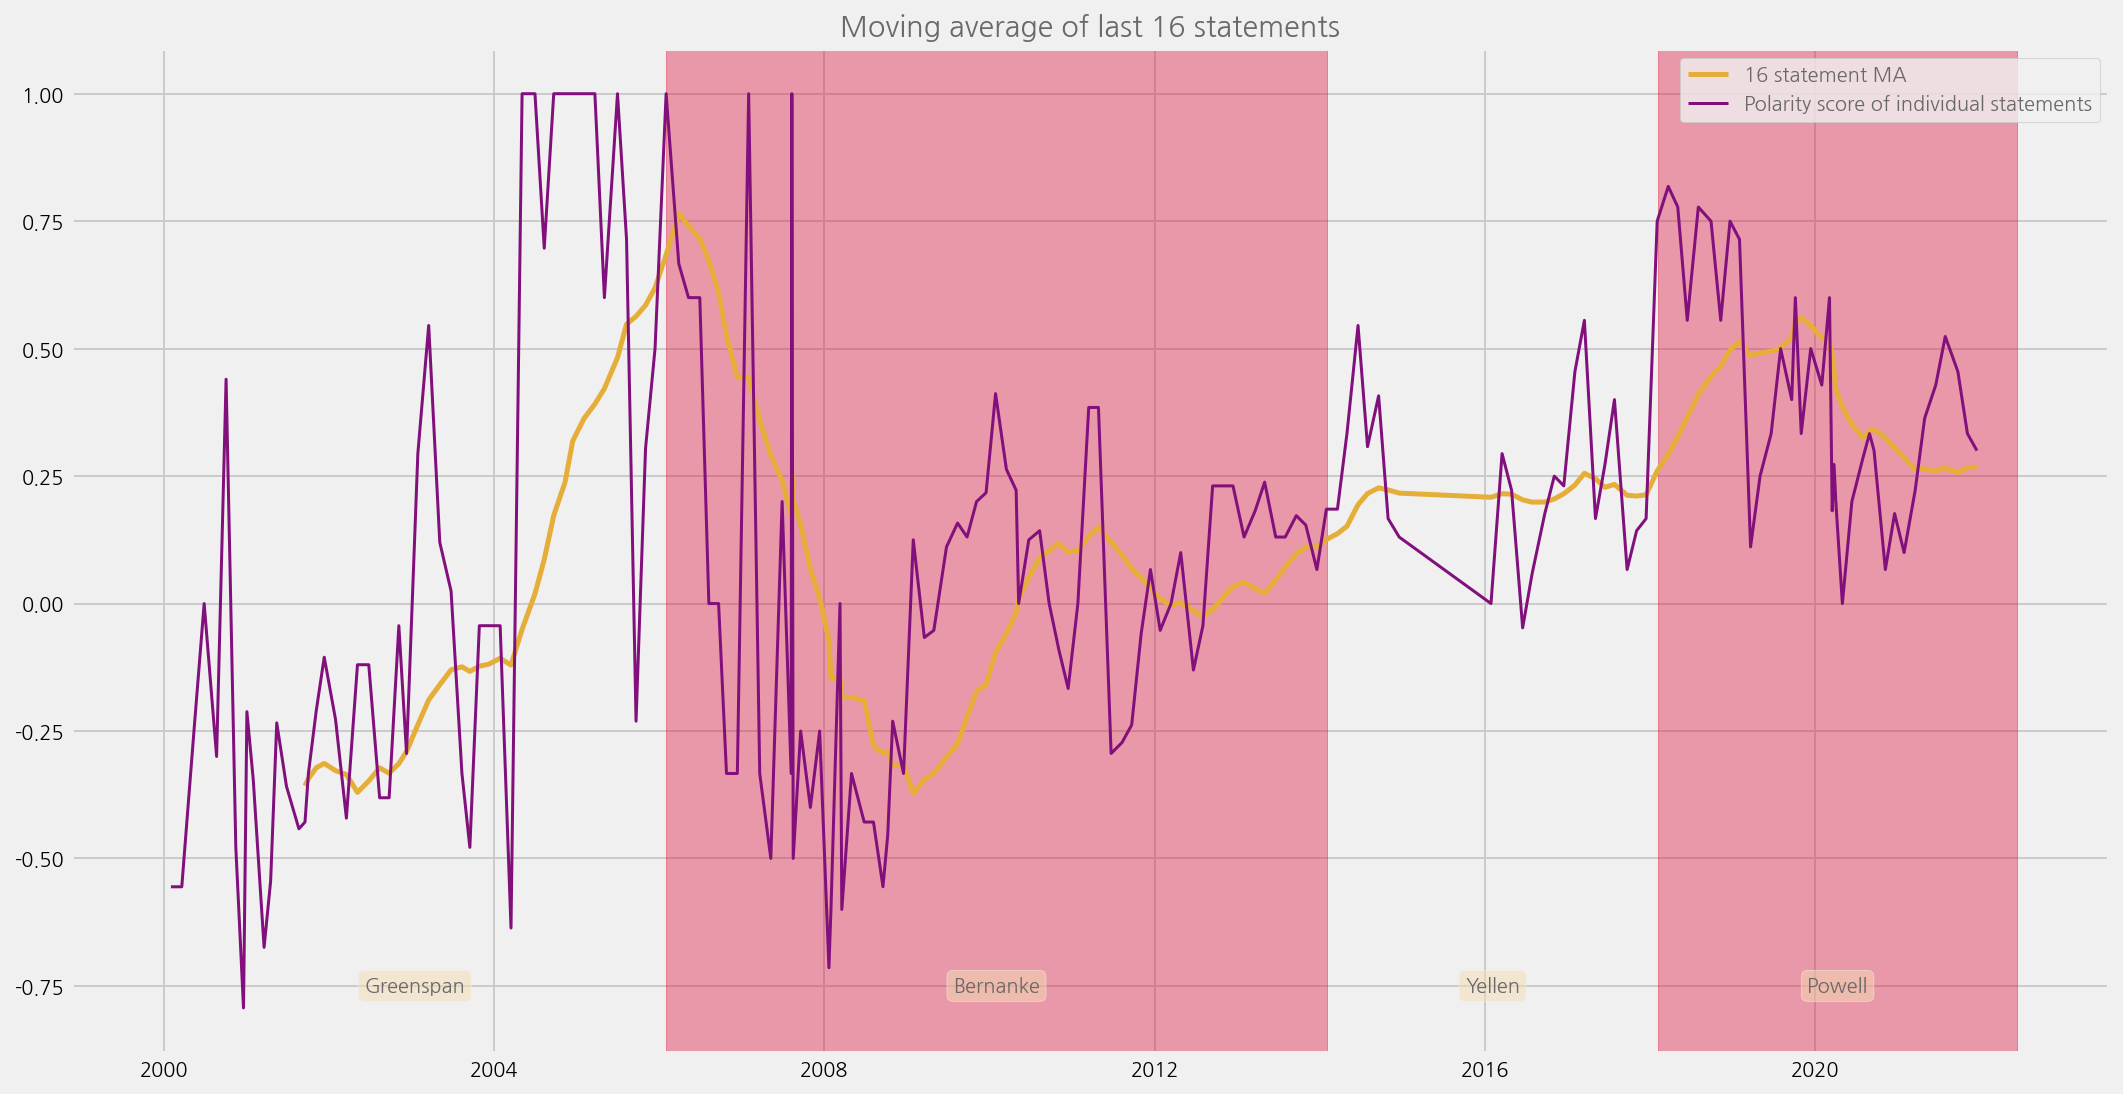 Moving average of last 16 statements
16 statement MA
Polarity score of individual statements
1.00
0.75
0.50
0.25
0.00
-0.25
-0.50
-0.75
Greenspan
Bernanke
Yellen
Powell
2000
2004
2008
2012
2016
2020